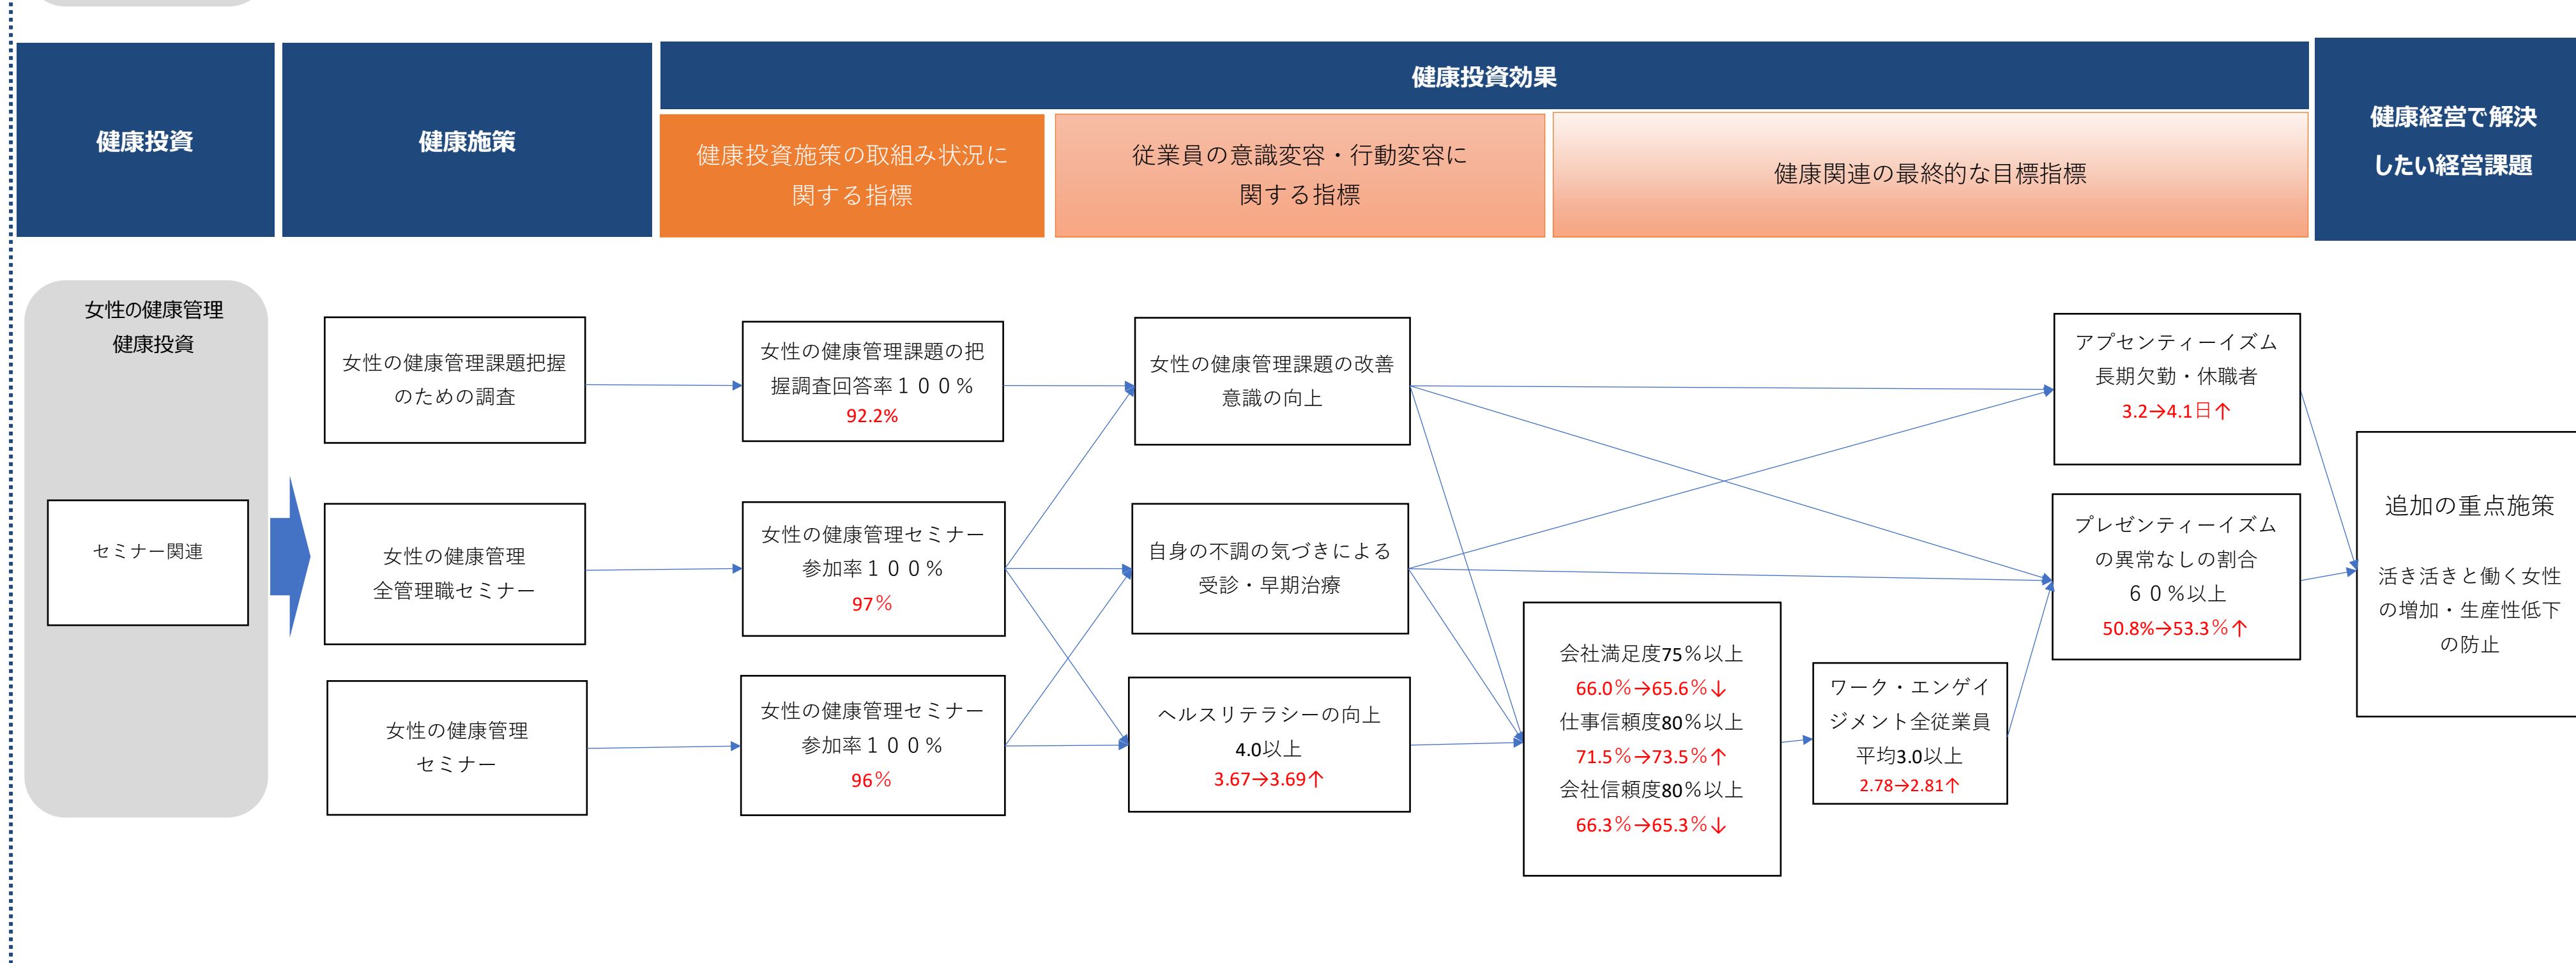 健康投資
健康施策
健康投資効果
健康投資施策の取組み状況に
関する指標
従業員の意識変容・行動変容に
関する指標
健康関連の最終的な目標指標
健康経営で解決
したい経営課題
女性の健康管理
健康投資
セミナー関連
女性の健康管理課題把握
のための調査
女性の健康管理
全管理職セミナー
女性の健康管理
セミナー
女性の健康管理課題の把
握調査回答率１００%
92.2%
女性の健康管理セミナー
参加率１００%
97%
女性の健康管理セミナー
参加率１００%
96%
女性の健康管理課題の改善
意識の向上
自身の不調の気づきによる
受診・早期治療
ヘルスリテラシーの向上
4.0以上
3.67→3.69↑
会社満足度75%以上
66.0%→65.6%↓
仕事信頼度80%以上
71.5%→73.5%↑
会社信頼度80%以上
66.3%→65.3%↓
ワーク・エンゲイ
ジメント全従業員
平均3.0以上
2.78→2.81↑
アプセンティーイズム
長期欠勤・休職者
3.2→4.1日↑
プレゼンティーイズム
の異常なしの割合
６０%以上
50.8%→53.3%↑
追加の重点施策
活き活きと働く女性
の増加・生産性低下
の防止